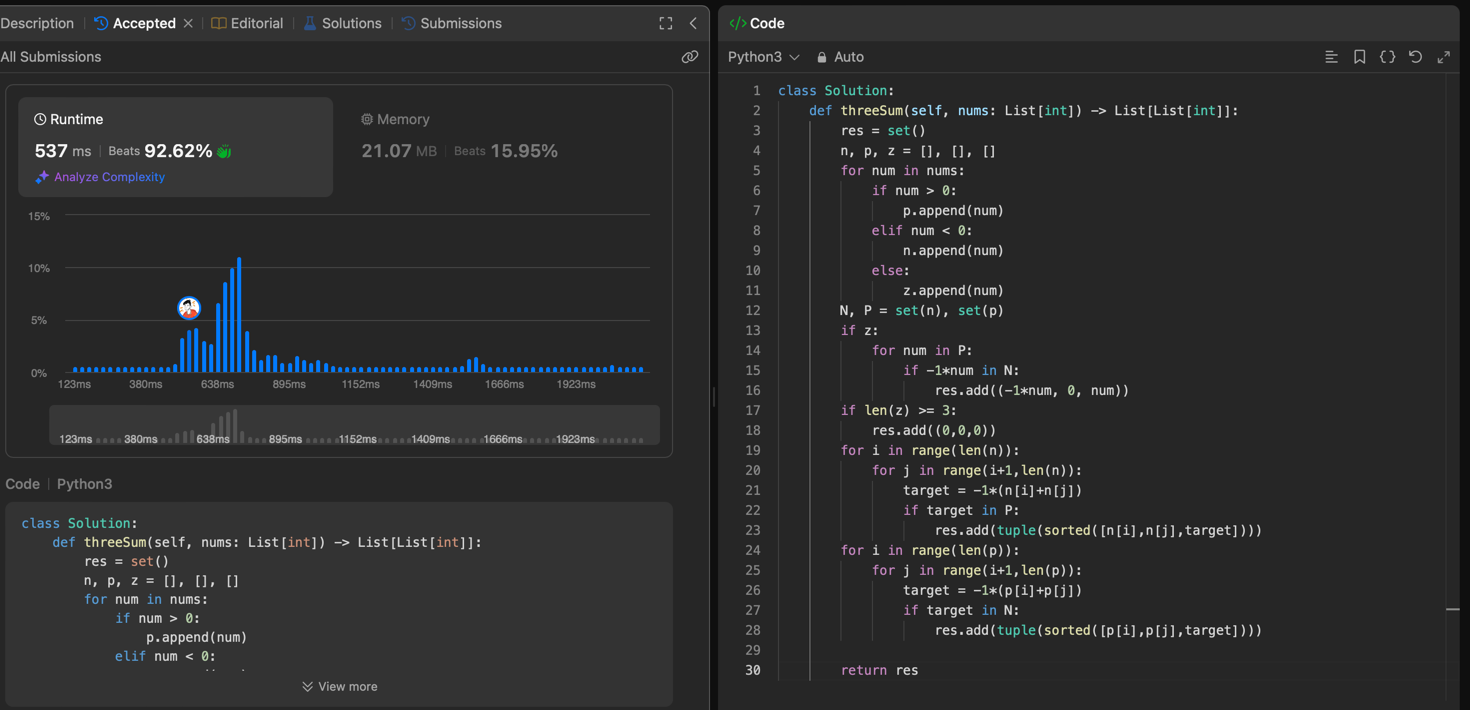 Description Accepted Editorial Solutions Submissions
All Submissions
Runtime
537 ms Beats 92.62%
Analyze Complexity
Memory
21.07 MB Beats 15.95%
15%
10%
5%
0%
123ms 380ms 638ms 895ms 1152ms 1409ms 1666ms 1923ms
123ms 380ms 638ms 895ms 1152ms 1409ms 1666ms 1923ms
Code Python3
class Solution:
    def threeSum(self, nums: List[int]) -> List[List[int]]:
        res = set()
        n, p, z = [], [], []
        for num in nums:
            if num > 0:
                p.append(num)
            elif num < 0:
View more
</> Code
Python3 Auto
1 class Solution:
2     def threeSum(self, nums: List[int]) -> List[List[int]]:
3         res = set()
4         n, p, z = [], [], []
5         for num in nums:
6             if num > 0:
7                 p.append(num)
8             elif num < 0:
9                 n.append(num)
10             else:
11                 z.append(num)
12         N, P = set(n), set(p)
13         if z:
14             for num in P:
15                 if -1*num in N:
16                     res.add((-1*num, 0, num))
17         if len(z) >= 3:
18             res.add((0,0,0))
19         for i in range(len(n)):
20             for j in range(i+1,len(n)):
21                 target = -1*(n[i]+n[j])
22                 if target in P:
23                     res.add(tuple(sorted([n[i],n[j],target])))
24         for i in range(len(p)):
25             for j in range(i+1,len(p)):
26                 target = -1*(p[i]+p[j])
27                 if target in N:
28                     res.add(tuple(sorted([p[i],p[j],target])))
29
30         return res